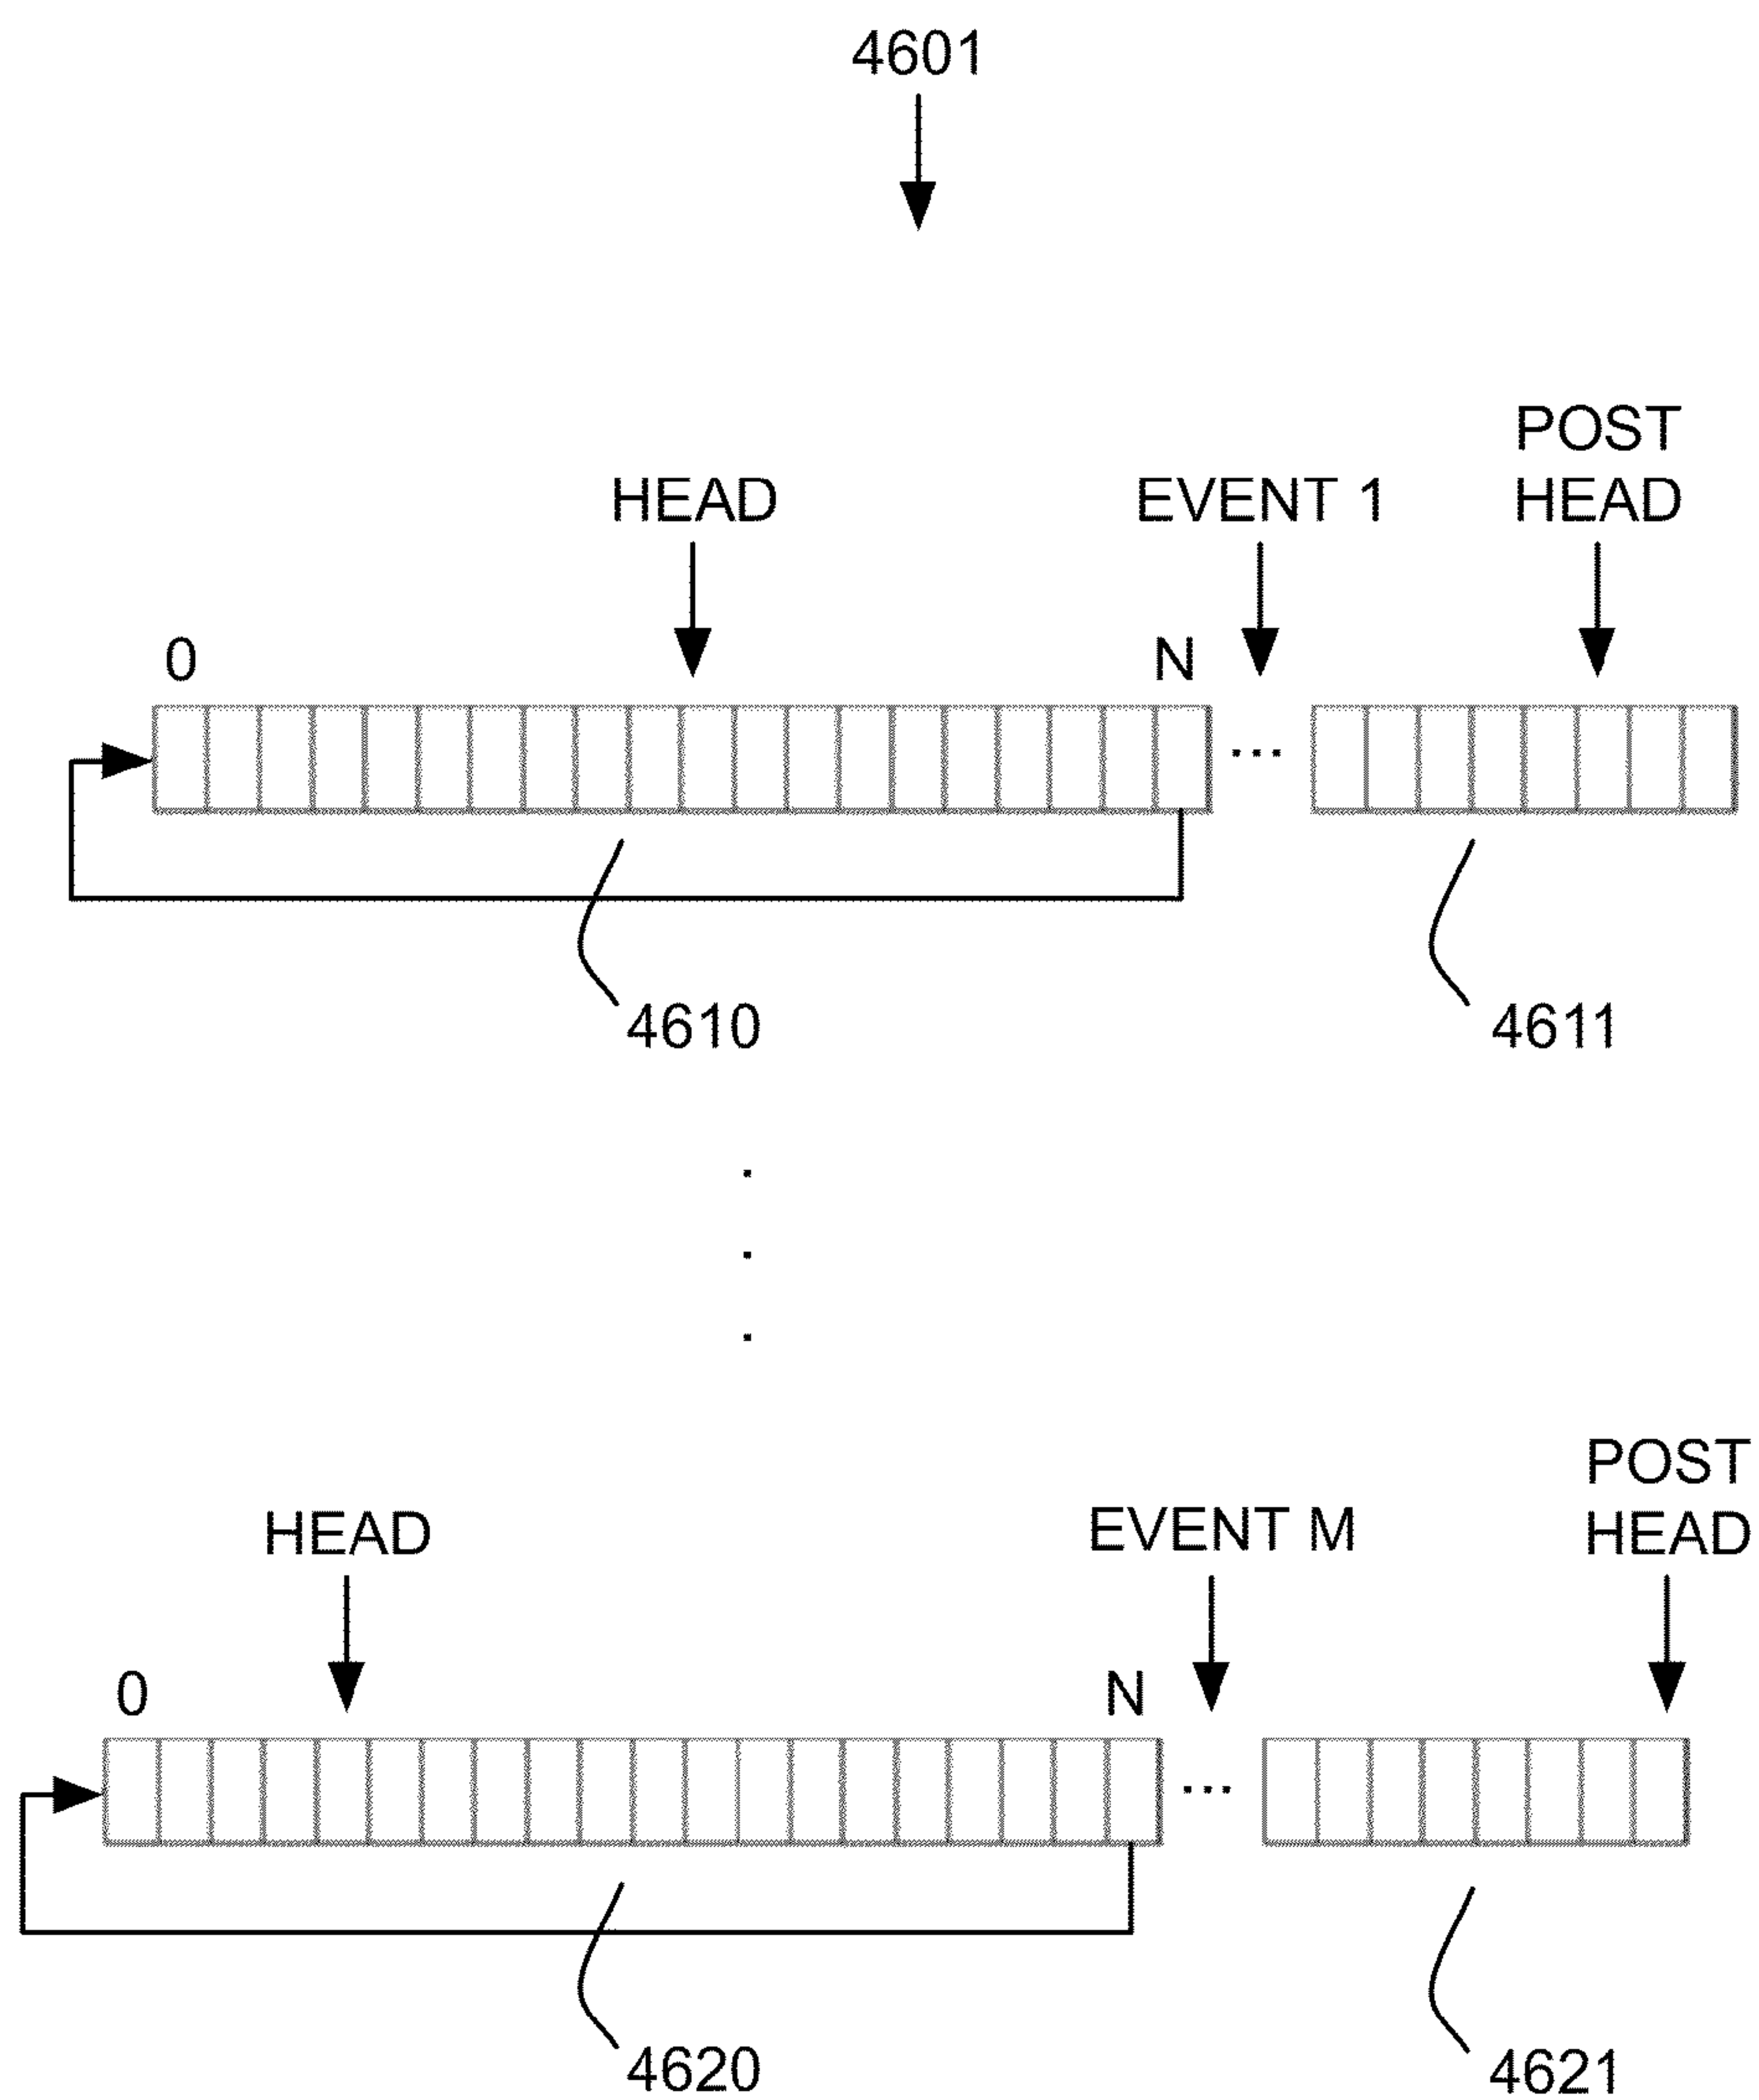 4601
POST
HEAD EVENT 1 HEAD
0 N
...
4610 4611
POST
HEAD EVENT M HEAD
0 N
...
4620 4621